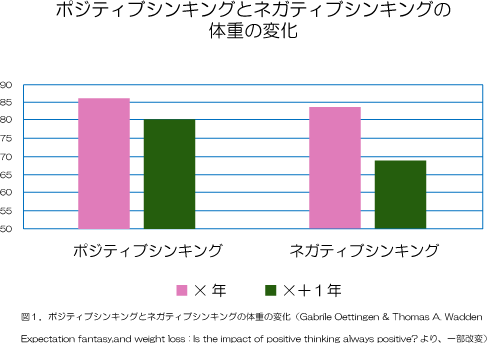 ポジティブシンキングとネガティブシンキングの
体重の変化
90
85
80
75
70
65
60
55
50
ポジティブシンキング ネガティブシンキング
×年 ×+1年
図1. ポジティブシンキングとネガティブシンキングの体重の変化（Gabrile Oettingen & Thomas A. Wadden
Expectation fantasy,and weight loss : Is the impact of positive thinking always positive? より、一部改変）